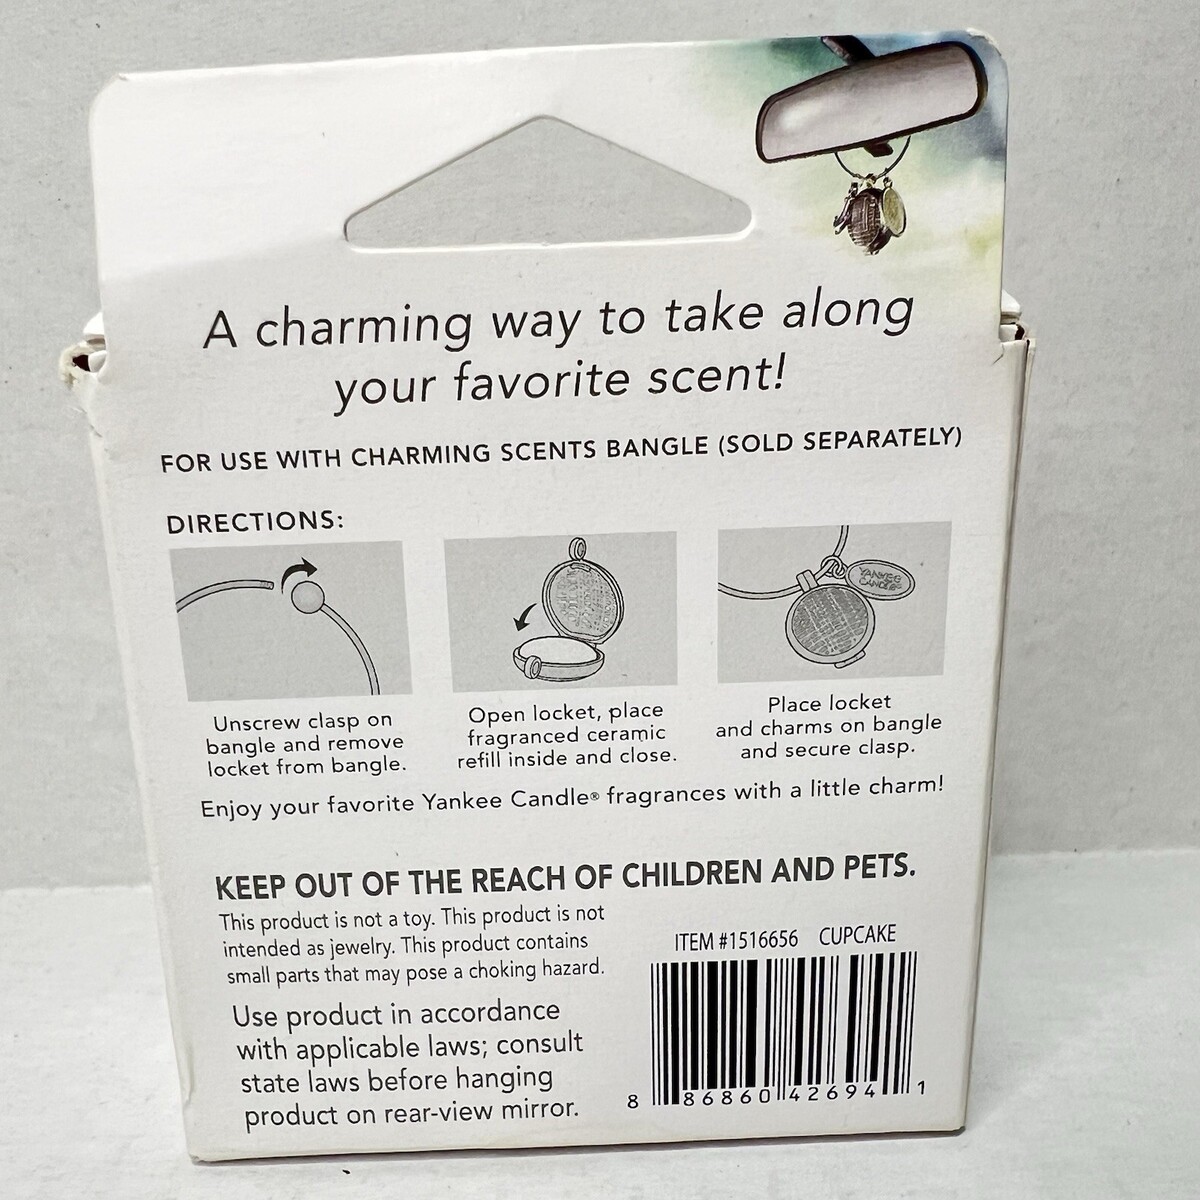 A charming way to take along
your favorite scent!
FOR USE WITH CHARMING SCENTS BANGLE (SOLD SEPARATELY)
DIRECTIONS:
YANKEE
CANDLE®
Unscrew clasp on
bangle and remove
locket from bangle.
Open locket, place
fragranced ceramic
refill inside and close.
Place locket
and charms on bangle
and secure clasp.
Enjoy your favorite Yankee Candle® fragrances with a little charm!
KEEP OUT OF THE REACH OF CHILDREN AND PETS.
This product is not a toy. This product is not
intended as jewelry. This product contains
small parts that may pose a choking hazard.
Use product in accordance
with applicable laws; consult
state laws before hanging
product on rear-view mirror.
ITEM #1516656 CUPCAKE
8 86860 42694 1